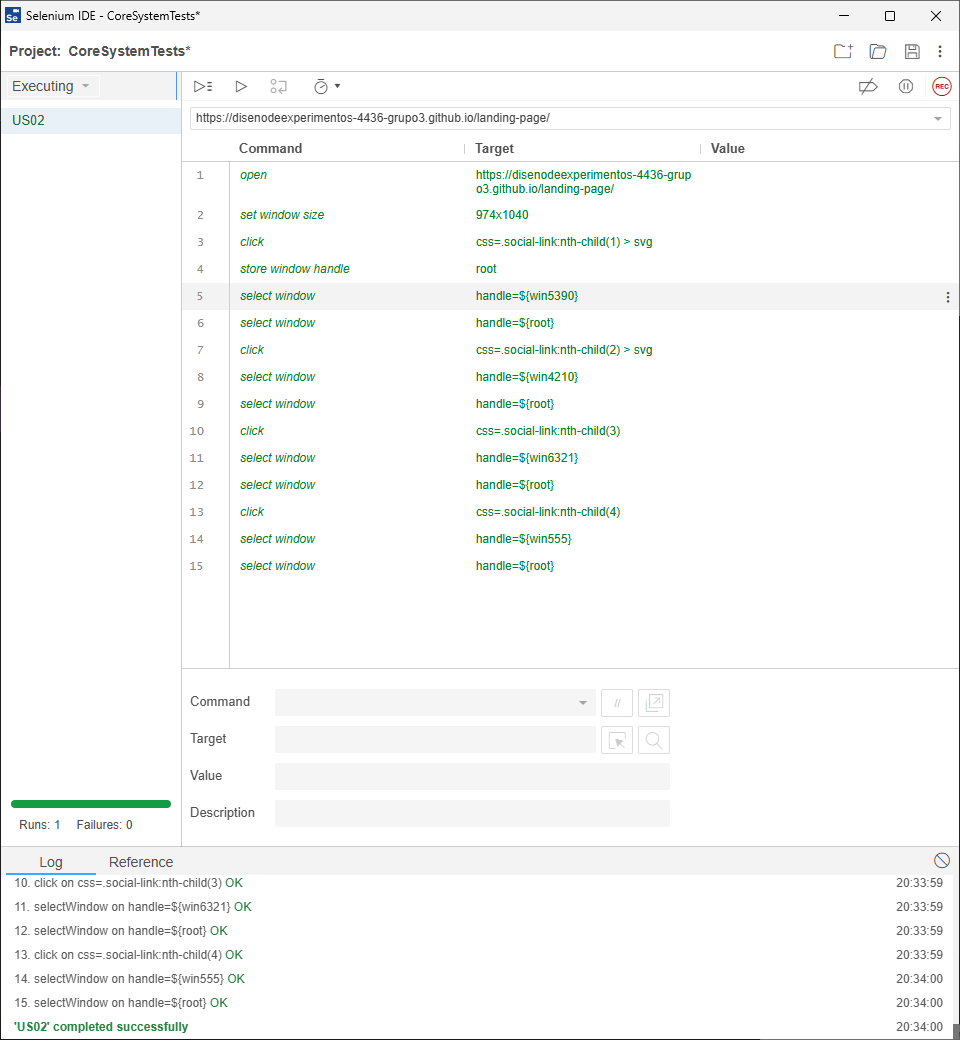 Selenium IDE - CoreSystemTests*
Project: CoreSystemTests*
Executing
REC
US02
https://disenodeexperimentos-4436-grupo3.github.io/landing-page/
Command Target Value
1 open https://disenodeexperimentos-4436-grup
o3.github.io/landing-page/
2 set window size 974x1040
3 click css=.social-link:nth-child(1) > svg
4 store window handle root
5 select window handle=${win5390}
6 select window handle=${root}
7 click css=.social-link:nth-child(2) > svg
8 select window handle=${win4210}
9 select window handle=${root}
10 click css=.social-link:nth-child(3)
11 select window handle=${win6321}
12 select window handle=${root}
13 click css=.social-link:nth-child(4)
14 select window handle=${win555}
15 select window handle=${root}
Command //
Target
Value
Description
Runs: 1 Failures: 0
Log Reference
10. click on css=.social-link:nth-child(3) OK 20:33:59
11. selectWindow on handle=${win6321} OK 20:33:59
12. selectWindow on handle=${root} OK 20:33:59
13. click on css=.social-link:nth-child(4) OK 20:33:59
14. selectWindow on handle=${win555} OK 20:34:00
15. selectWindow on handle=${root} OK 20:34:00
'US02' completed successfully 20:34:00